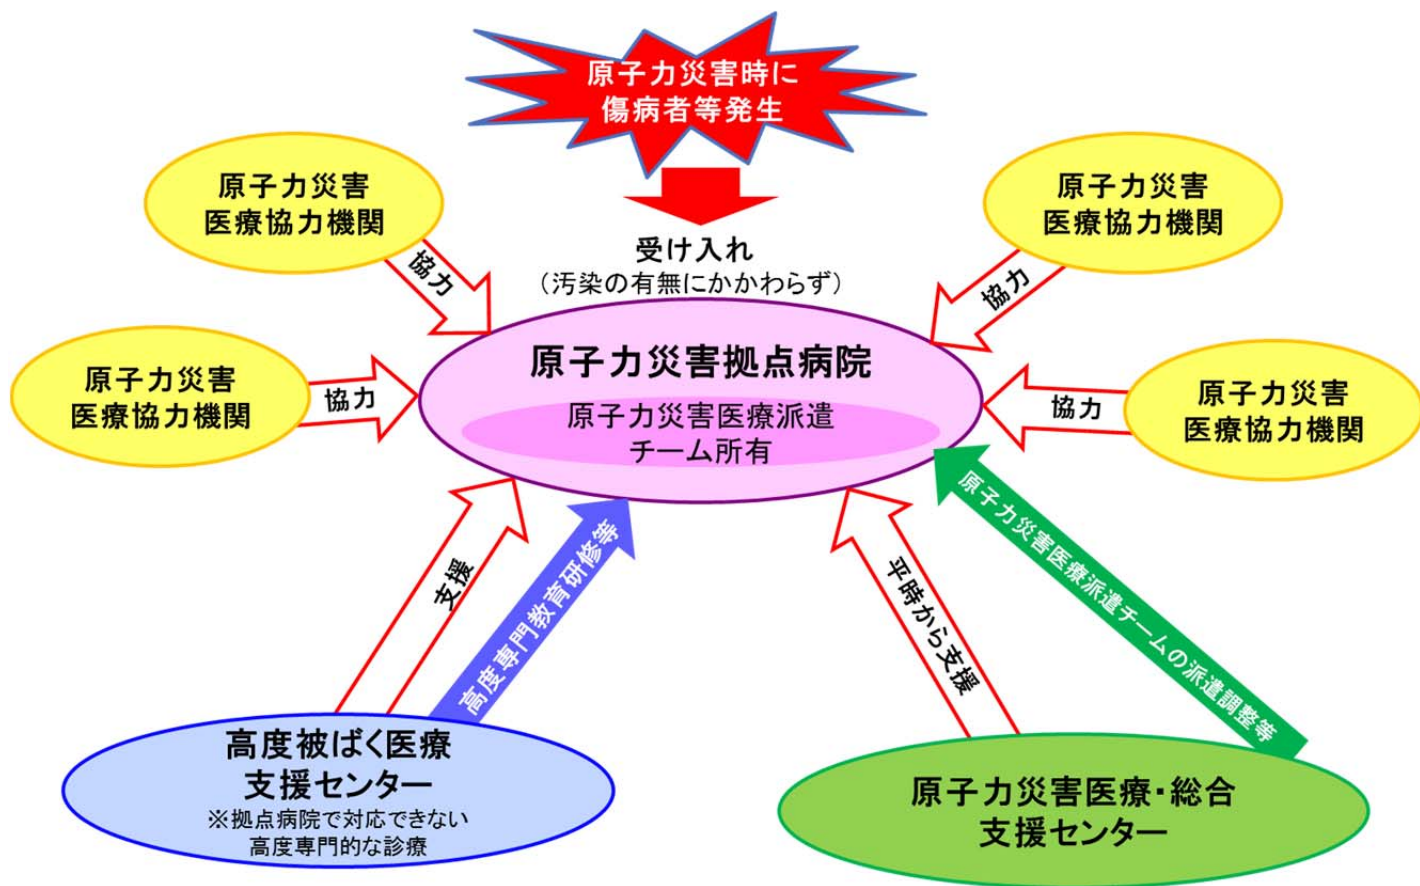 原子力災害時に
傷病者等発生
原子力災害
医療協力機関
原子力災害
医療協力機関
協力
協力
受け入れ
(汚染の有無にかかわらず)
原子力災害拠点病院
原子力災害医療派遣
チーム所有
原子力災害
医療協力機関
協力
協力
原子力災害
医療協力機関
支援
高度専門教育研修等
平時から支援
原子力災害医療派遣チームの派遣調整等
高度被ばく医療
支援センター
※拠点病院で対応できない
高度専門的な診療
原子力災害医療・総合
支援センター